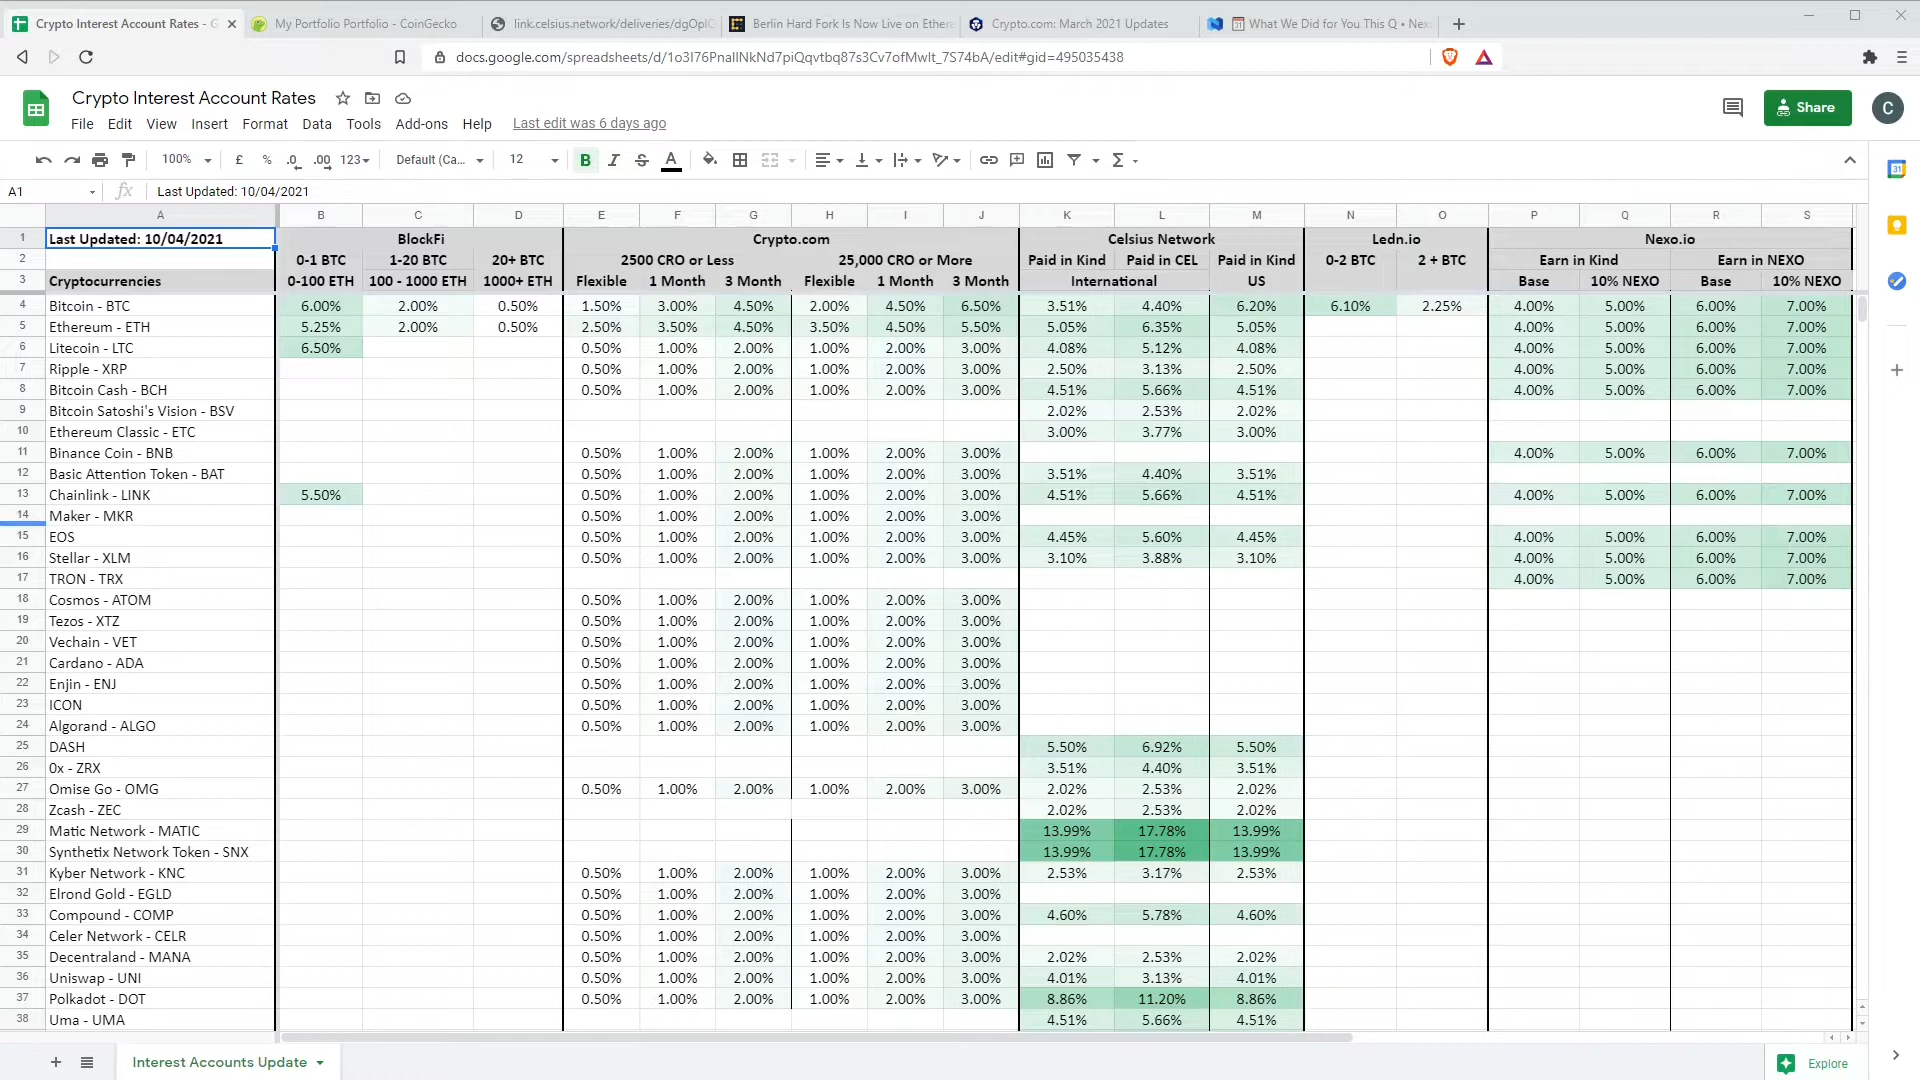 Crypto Interest Account Rates - G
My Portfolio Portfolio - CoinGecko
link.celsius.network/deliveries/dgOpIC
Berlin Hard Fork Is Now Live on Ether
Crypto.com: March 2021 Updates
What We Did for You This Q • Nex
docs.google.com/spreadsheets/d/1o3I76PnaIlNkNd7piQqvtbq87s3Cv7ofMwlt_7S74bA/edit#gid=495035438
Crypto Interest Account Rates
File Edit View Insert Format Data Tools Add-ons Help Last edit was 6 days ago
Share
C
100% £ % .0 .00 123 Default (Ca... 12 B I S A
31
A1 fx Last Updated: 10/04/2021
A B C D E F G H I J K L M N O P Q R S
1 Last Updated: 10/04/2021 BlockFi Crypto.com Celsius Network Ledn.io Nexo.io
2 0-1 BTC 1-20 BTC 20+ BTC 2500 CRO or Less 25,000 CRO or More Paid in Kind Paid in CEL Paid in Kind 0-2 BTC 2 + BTC Earn in Kind Earn in NEXO
3 Cryptocurrencies 0-100 ETH 100 - 1000 ETH 1000+ ETH Flexible 1 Month 3 Month Flexible 1 Month 3 Month International US Base 10% NEXO Base 10% NEXO
4 Bitcoin - BTC 6.00% 2.00% 0.50% 1.50% 3.00% 4.50% 2.00% 4.50% 6.50% 3.51% 4.40% 6.20% 6.10% 2.25% 4.00% 5.00% 6.00% 7.00%
5 Ethereum - ETH 5.25% 2.00% 0.50% 2.50% 3.50% 4.50% 3.50% 4.50% 5.50% 5.05% 6.35% 5.05% 4.00% 5.00% 6.00% 7.00%
6 Litecoin - LTC 6.50% 0.50% 1.00% 2.00% 1.00% 2.00% 3.00% 4.08% 5.12% 4.08% 4.00% 5.00% 6.00% 7.00%
7 Ripple - XRP 0.50% 1.00% 2.00% 1.00% 2.00% 3.00% 2.50% 3.13% 2.50% 4.00% 5.00% 6.00% 7.00%
8 Bitcoin Cash - BCH 0.50% 1.00% 2.00% 1.00% 2.00% 3.00% 4.51% 5.66% 4.51% 4.00% 5.00% 6.00% 7.00%
9 Bitcoin Satoshi's Vision - BSV 2.02% 2.53% 2.02%
10 Ethereum Classic - ETC 3.00% 3.77% 3.00%
11 Binance Coin - BNB 0.50% 1.00% 2.00% 1.00% 2.00% 3.00% 4.00% 5.00% 6.00% 7.00%
12 Basic Attention Token - BAT 0.50% 1.00% 2.00% 1.00% 2.00% 3.00% 3.51% 4.40% 3.51%
13 Chainlink - LINK 5.50% 0.50% 1.00% 2.00% 1.00% 2.00% 3.00% 4.51% 5.66% 4.51% 4.00% 5.00% 6.00% 7.00%
14 Maker - MKR 0.50% 1.00% 2.00% 1.00% 2.00% 3.00%
15 EOS 0.50% 1.00% 2.00% 1.00% 2.00% 3.00% 4.45% 5.60% 4.45% 4.00% 5.00% 6.00% 7.00%
16 Stellar - XLM 0.50% 1.00% 2.00% 1.00% 2.00% 3.00% 3.10% 3.88% 3.10% 4.00% 5.00% 6.00% 7.00%
17 TRON - TRX 4.00% 5.00% 6.00% 7.00%
18 Cosmos - ATOM 0.50% 1.00% 2.00% 1.00% 2.00% 3.00%
19 Tezos - XTZ 0.50% 1.00% 2.00% 1.00% 2.00% 3.00%
20 Vechain - VET 0.50% 1.00% 2.00% 1.00% 2.00% 3.00%
21 Cardano - ADA 0.50% 1.00% 2.00% 1.00% 2.00% 3.00%
22 Enjin - ENJ 0.50% 1.00% 2.00% 1.00% 2.00% 3.00%
23 ICON 0.50% 1.00% 2.00% 1.00% 2.00% 3.00%
24 Algorand - ALGO 0.50% 1.00% 2.00% 1.00% 2.00% 3.00%
25 DASH 5.50% 6.92% 5.50%
26 0x - ZRX 3.51% 4.40% 3.51%
27 Omise Go - OMG 0.50% 1.00% 2.00% 1.00% 2.00% 3.00% 2.02% 2.53% 2.02%
28 Zcash - ZEC 2.02% 2.53% 2.02%
29 Matic Network - MATIC 13.99% 17.78% 13.99%
30 Synthetix Network Token - SNX 13.99% 17.78% 13.99%
31 Kyber Network - KNC 0.50% 1.00% 2.00% 1.00% 2.00% 3.00% 2.53% 3.17% 2.53%
32 Elrond Gold - EGLD 0.50% 1.00% 2.00% 1.00% 2.00% 3.00%
33 Compound - COMP 0.50% 1.00% 2.00% 1.00% 2.00% 3.00% 4.60% 5.78% 4.60%
34 Celer Network - CELR 0.50% 1.00% 2.00% 1.00% 2.00% 3.00%
35 Decentraland - MANA 0.50% 1.00% 2.00% 1.00% 2.00% 3.00% 2.02% 2.53% 2.02%
36 Uniswap - UNI 0.50% 1.00% 2.00% 1.00% 2.00% 3.00% 4.01% 3.13% 4.01%
37 Polkadot - DOT 0.50% 1.00% 2.00% 1.00% 2.00% 3.00% 8.86% 11.20% 8.86%
38 Uma - UMA 4.51% 5.66% 4.51%
Interest Accounts Update
Explore